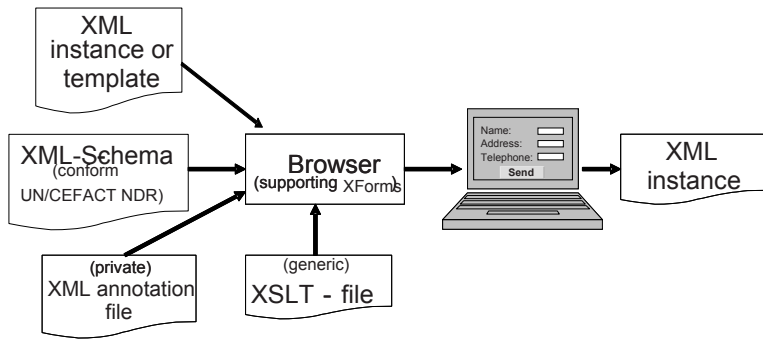 XML
instance or
template
XML-Schema
(conform
UN/CEFACT NDR)
(private)
XML annotation
file
Browser
(supporting XForms
(generic)
XSLT - file
Name:
Address:
Telephone:
Send
XML
instance